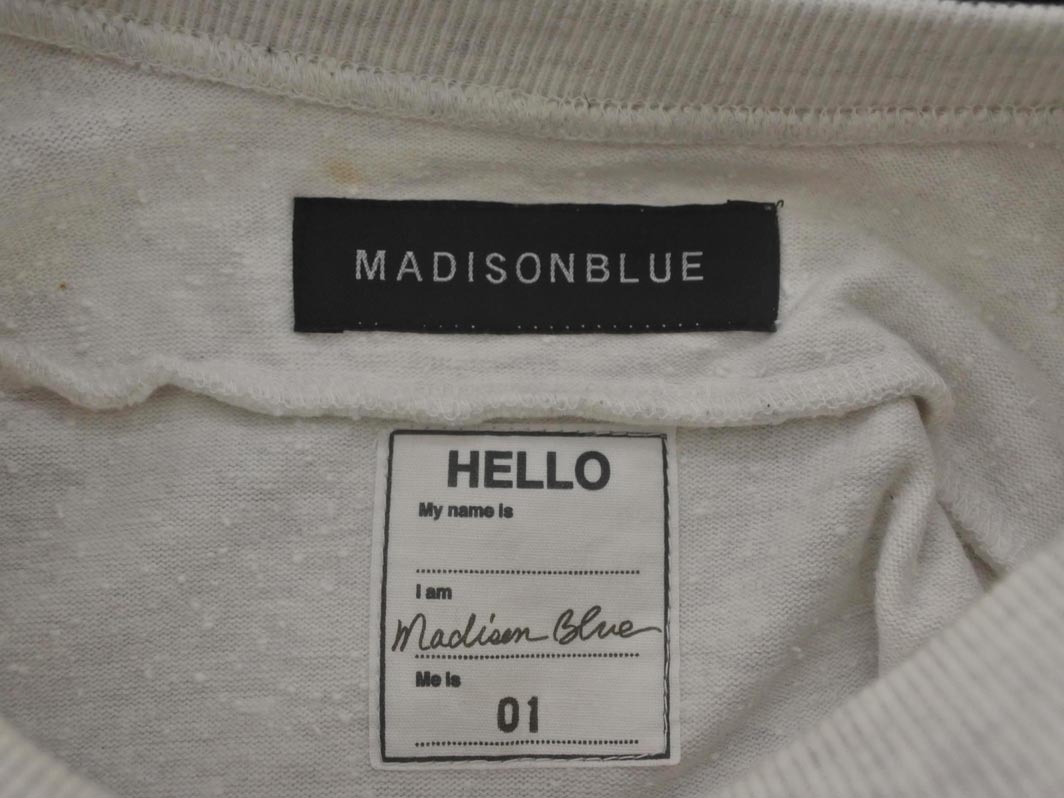 MADISONBLUE
HELLO
My name is
I am
Madison Blue
Me is
01